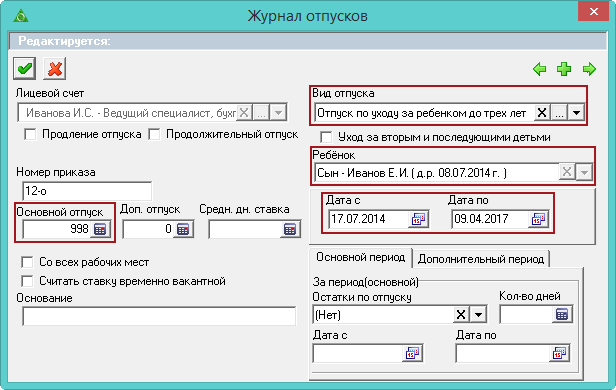 Журнал отпусков
Редактируется:
Лицевой счет
Иванова И.С. - Ведущий специалист, бухг
Продление отпуска
Продолжительный отпуск
Номер приказа
12-о
Основной отпуск
998
Доп. отпуск
0
Средн. дн. ставка
Со всех рабочих мест
Считать ставку временно вакантной
Основание
Вид отпуска
Отпуск по уходу за ребенком до трех лет
Уход за вторым и последующими детьми
Ребёнок
Сын - Иванов Е.И. ( д.р. 08.07.2014 г. )
Дата с
17.07.2014
Дата по
09.04.2017
Основной период
Дополнительный период
За период(основной)
Остатки по отпуску
(Нет)
Кол-во дней
Дата с
Дата по